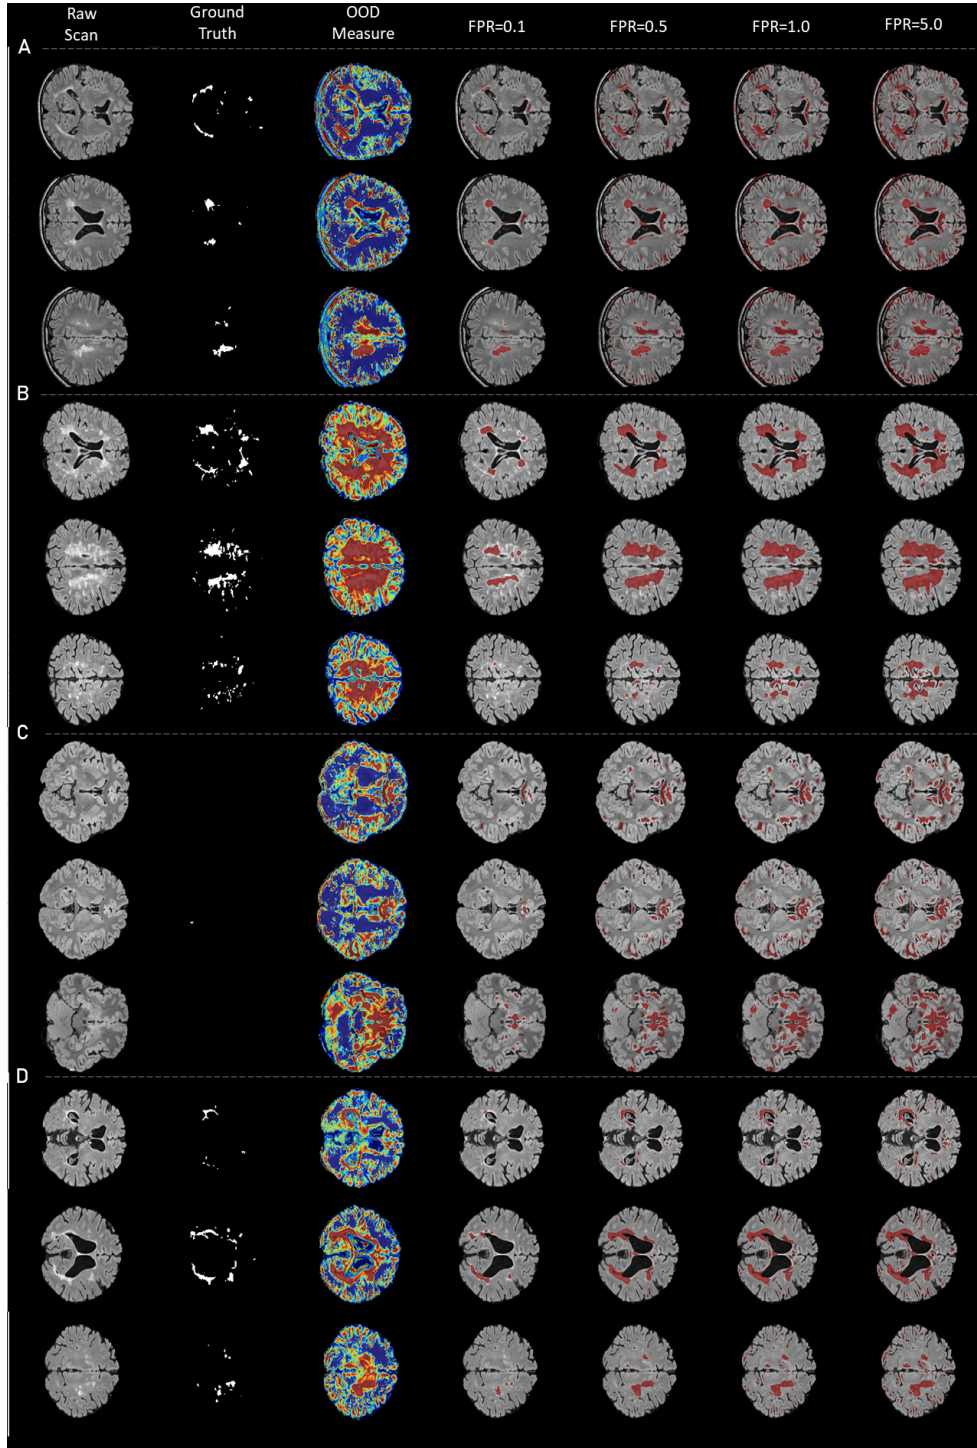 Raw
Scan
Ground
Truth
OOD
Measure
FPR=0.1
FPR=0.5
FPR=1.0
FPR=5.0
A
B
C
D